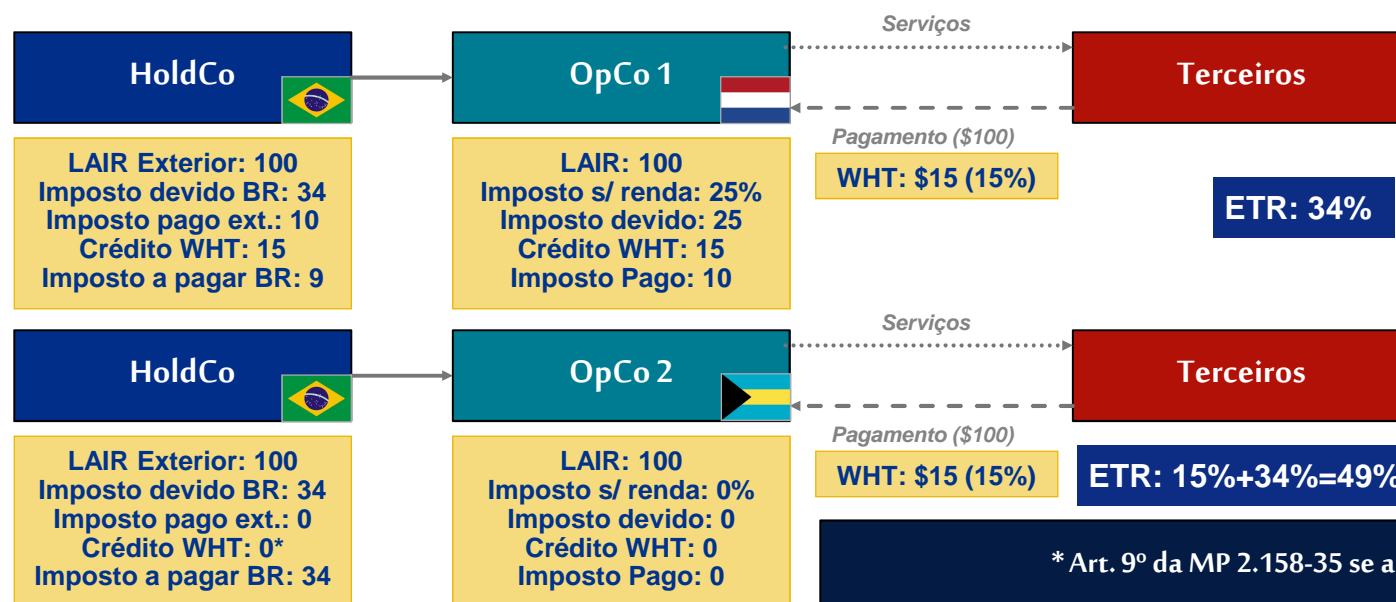 Serviços
HoldCo
OpCo 1
Terceiros
Pagamento ($100)
LAIR Exterior: 100
Imposto devido BR: 34
Imposto pago ext.: 10
Crédito WHT: 15
Imposto a pagar BR: 9
LAIR: 100
Imposto s/ renda: 25%
Imposto devido: 25
Crédito WHT: 15
Imposto Pago: 10
WHT: $15 (15%)
ETR: 34%
Serviços
HoldCo
OpCo 2
Terceiros
Pagamento ($100)
LAIR Exterior: 100
Imposto devido BR: 34
Imposto pago ext.: 0
Crédito WHT: 0*
Imposto a pagar BR: 34
LAIR: 100
Imposto s/ renda: 0%
Imposto devido: 0
Crédito WHT: 0
Imposto Pago: 0
WHT: $15 (15%)
ETR: 15%+34%=49%
* Art. 9º da MP 2.158-35 se a